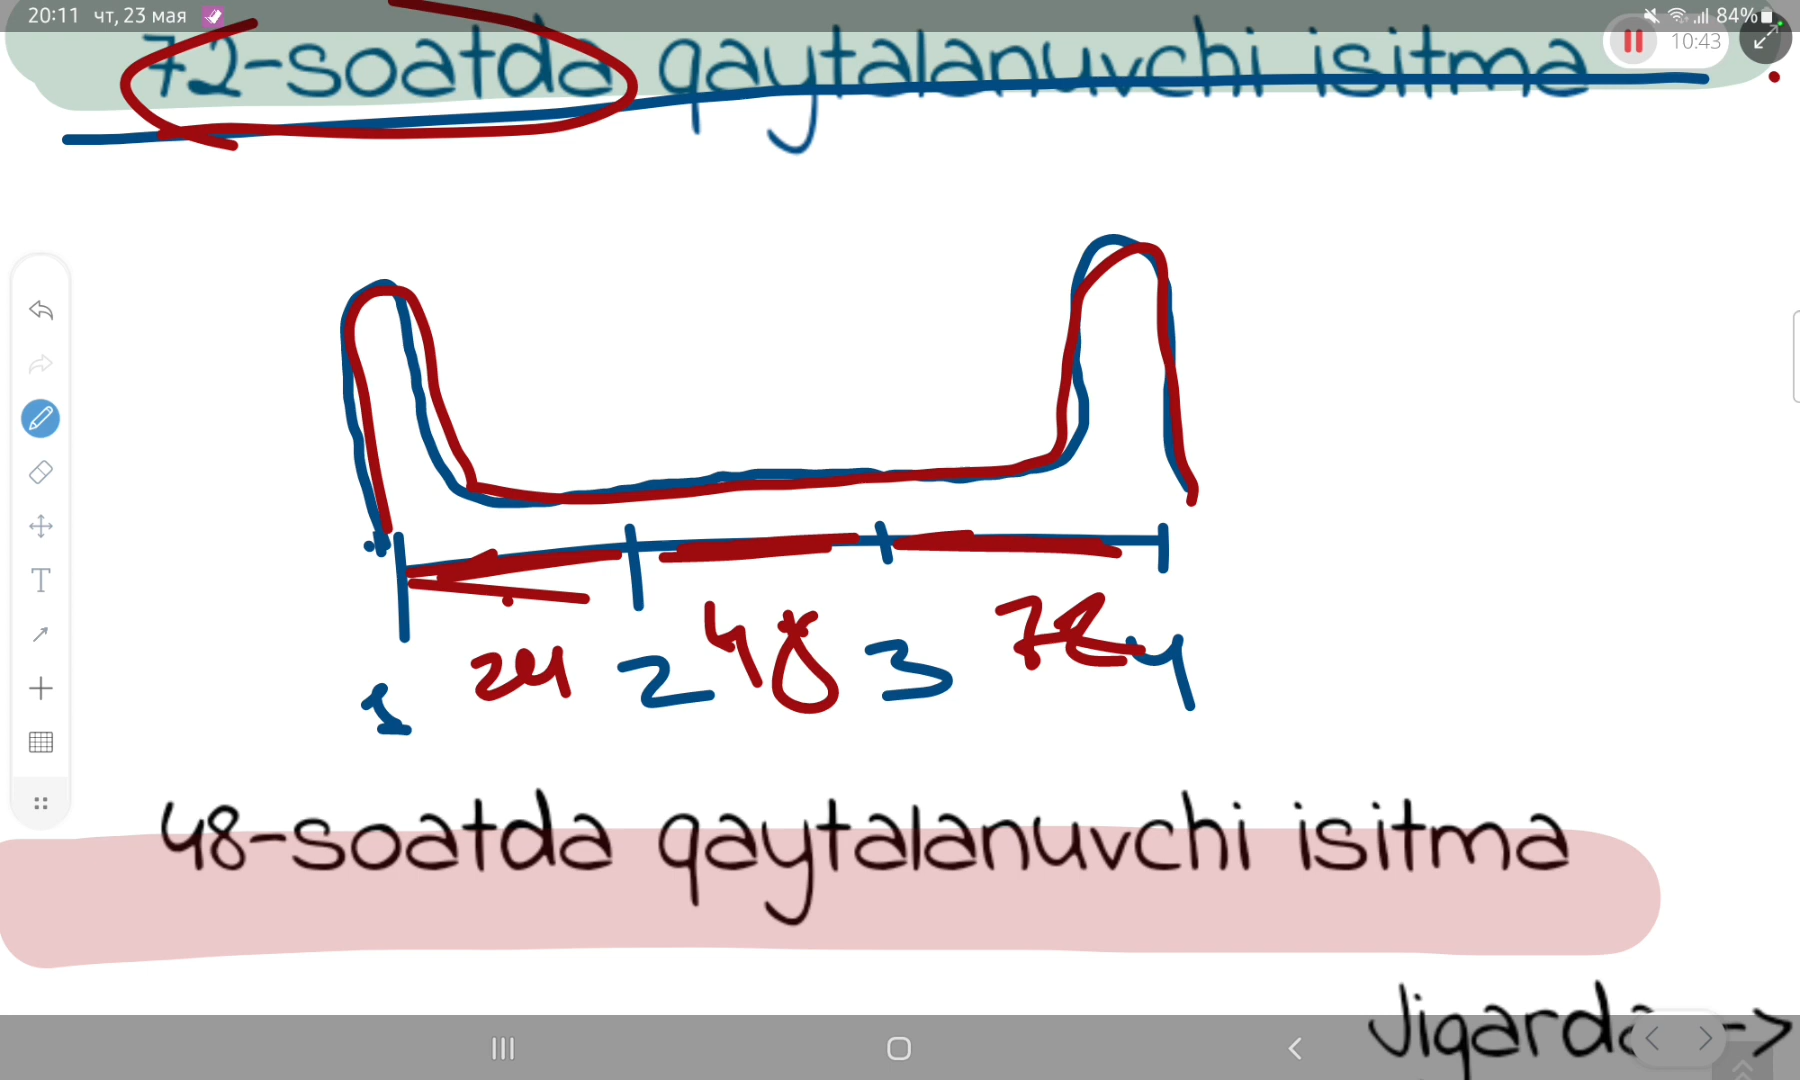 20:11 чт, 23 мая 84%
10:43
72-soatda qaytalanuvchi isitma
24 48 72
1 2 3 4
48-soatda qaytalanuvchi isitma
Jigarda ->